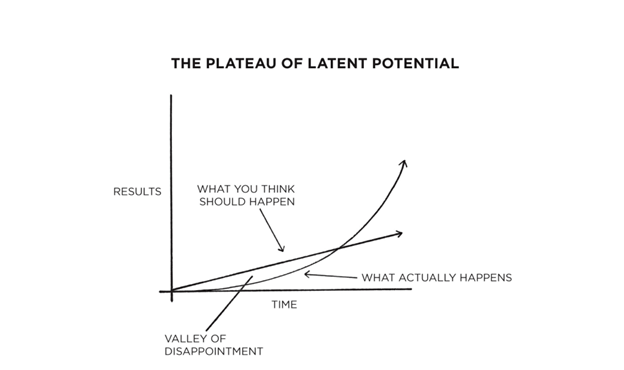 THE PLATEAU OF LATENT POTENTIAL
RESULTS
WHAT YOU THINK
SHOULD HAPPEN
WHAT ACTUALLY HAPPENS
TIME
VALLEY OF
DISAPPOINTMENT